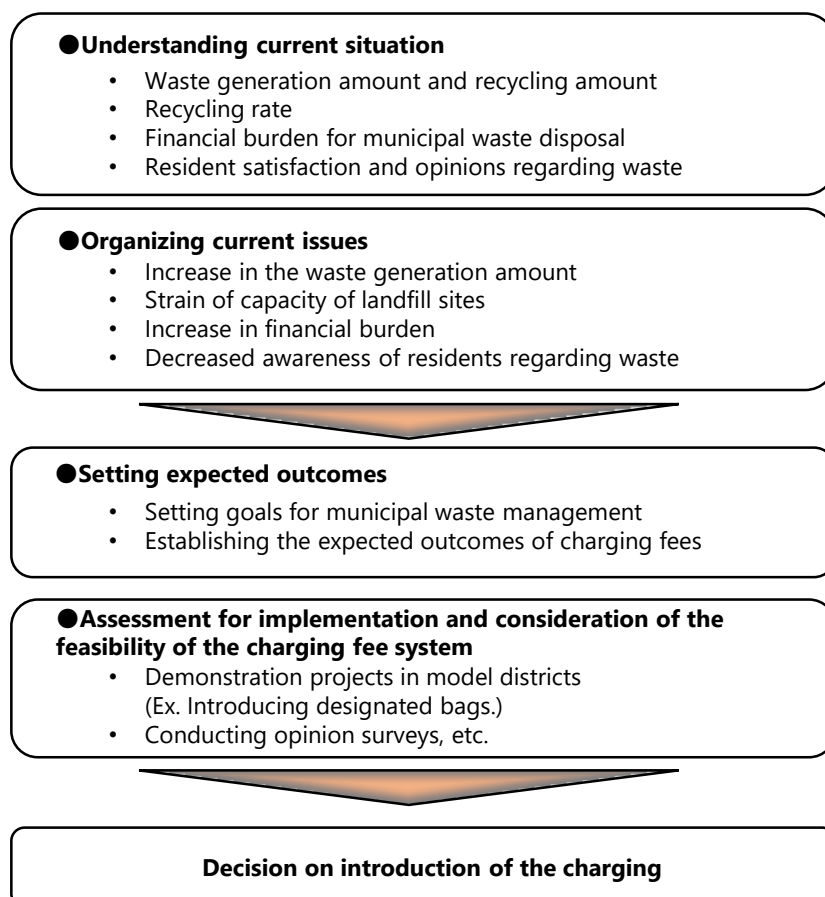 ●Understanding current situation
• Waste generation amount and recycling amount
• Recycling rate
• Financial burden for municipal waste disposal
• Resident satisfaction and opinions regarding waste
●Organizing current issues
• Increase in the waste generation amount
• Strain of capacity of landfill sites
• Increase in financial burden
• Decreased awareness of residents regarding waste
●Setting expected outcomes
• Setting goals for municipal waste management
• Establishing the expected outcomes of charging fees
●Assessment for implementation and consideration of the
feasibility of the charging fee system
• Demonstration projects in model districts
(Ex. Introducing designated bags.)
• Conducting opinion surveys, etc.
Decision on introduction of the charging